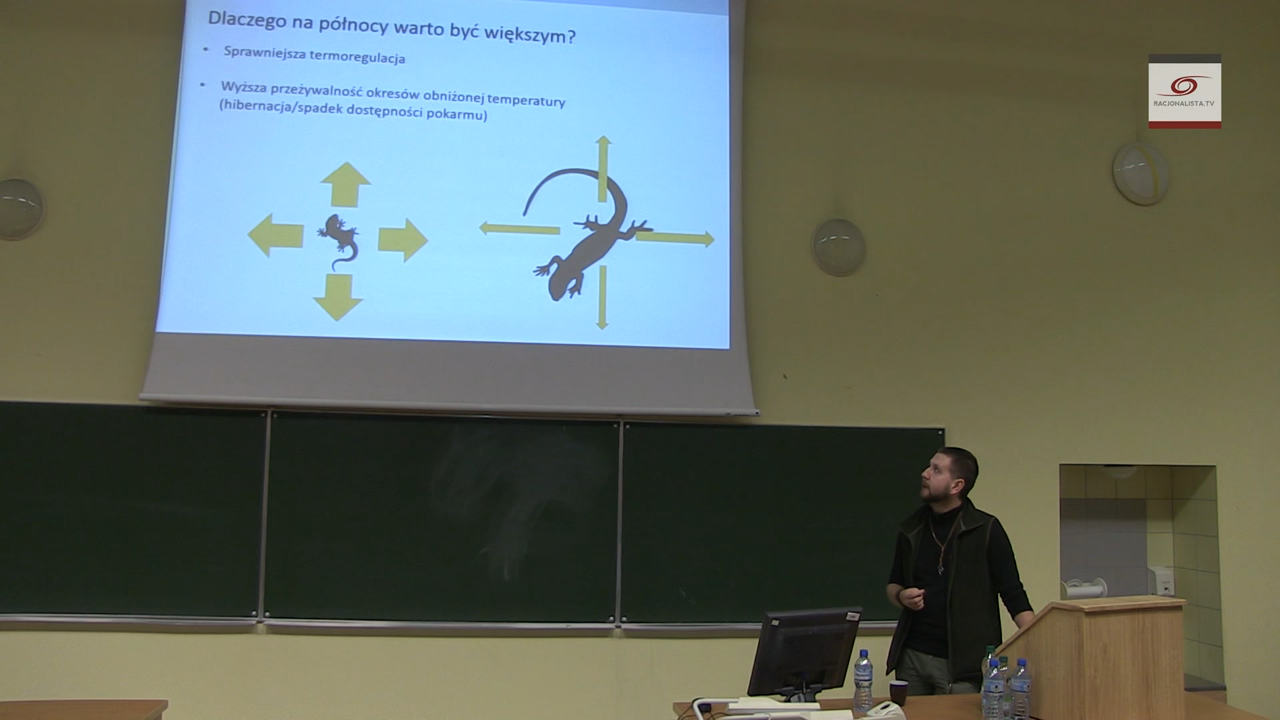 Dlaczego na północy warto być większym?
• Sprawniejsza termoregulacja
• Wyższa przeżywalność okresów obniżonej temperatury
(hibernacja/spadek dostępności pokarmu)
RACJONALISTA.TV